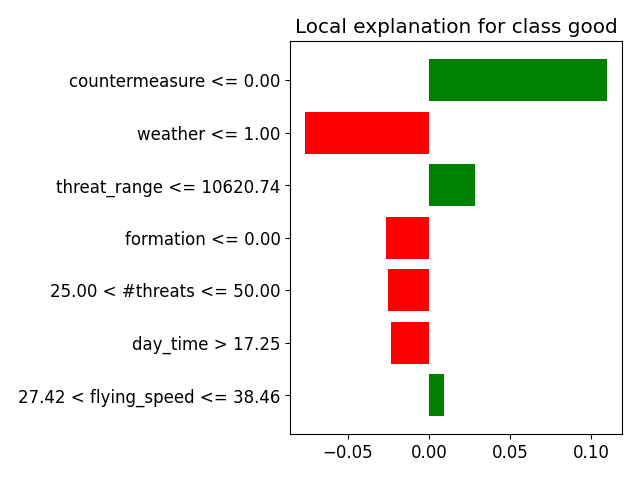 Local explanation for class good
countermeasure <= 0.00
weather <= 1.00
threat_range <= 10620.74
formation <= 0.00
25.00 < #threats <= 50.00
day_time > 17.25
27.42 < flying_speed <= 38.46
−0.05 0.00 0.05 0.10